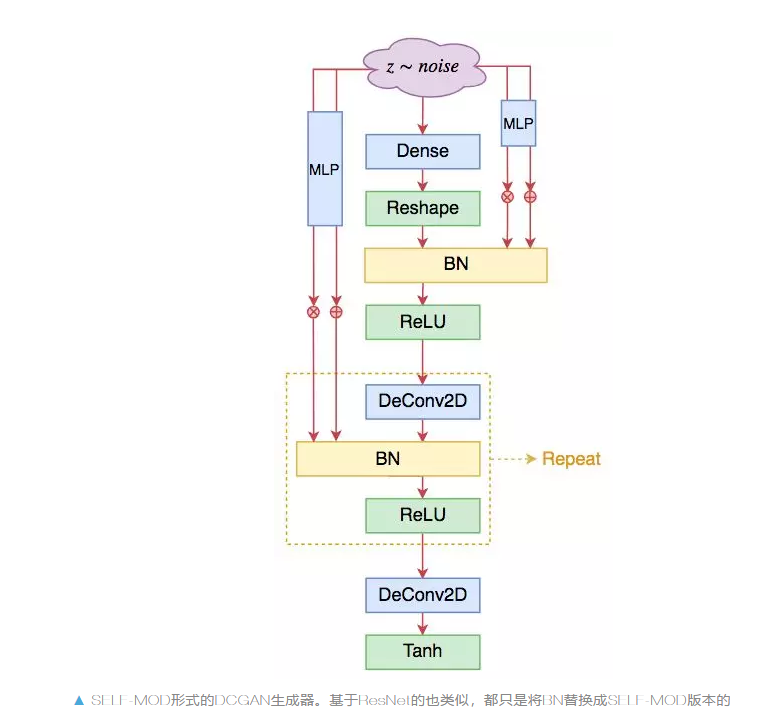 z ~ noise
MLP
MLP
Dense
Reshape
⊗ ⊕
BN
⊗ ⊕
ReLU
DeConv2D
BN
Repeat
ReLU
DeConv2D
Tanh
▲ SELF-MOD形式的DCGAN生成器。基于ResNet的也类似，都只是将BN替换成SELF-MOD版本的